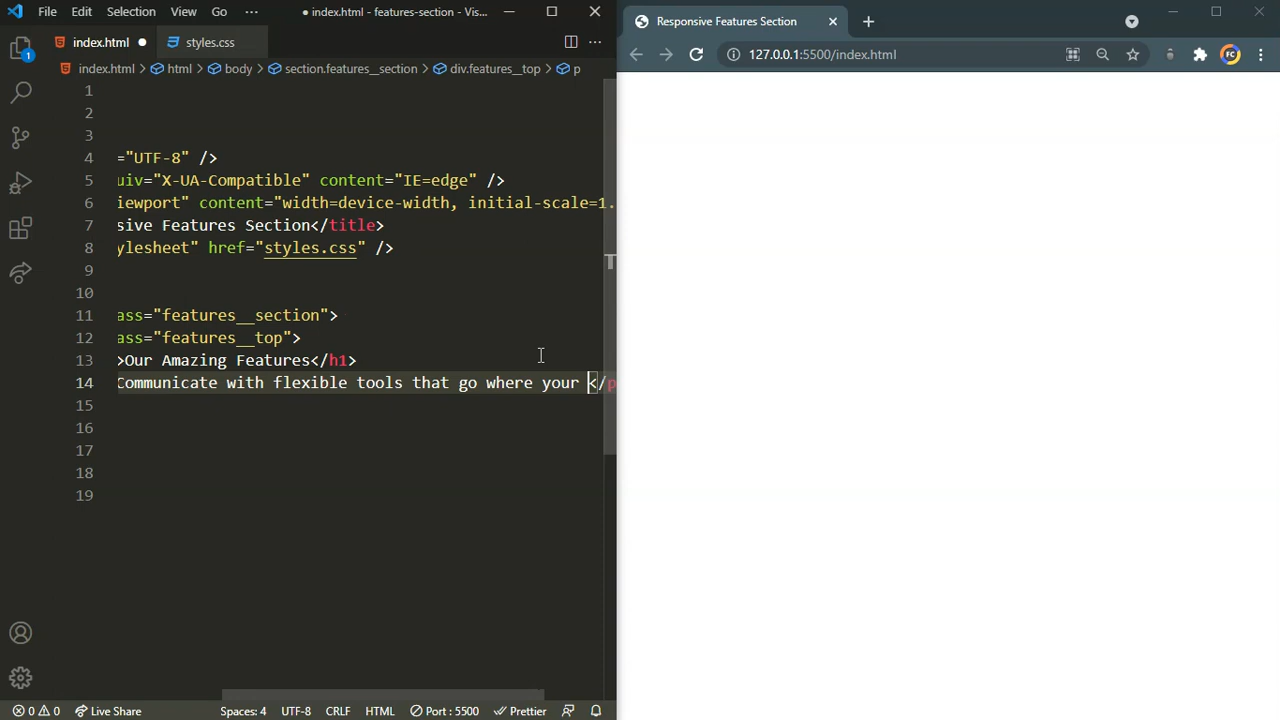 File Edit Selection View Go ··· ● index.html - features-section - Vis...
index.html ● styles.css
index.html > html > body > section.features__section > div.features__top > p
1
2
3
4 ="UTF-8" />
5 uiv="X-UA-Compatible" content="IE=edge" />
6 iewport" content="width=device-width, initial-scale=1.
7 sive Features Section</title>
8 ylesheet" href="styles.css" />
9
10
11 ass="features__section">
12 ass="features__top">
13 >Our Amazing Features</h1>
14 Communicate with flexible tools that go where your </p
15
16
17
18
19
0 0 Live Share Spaces: 4 UTF-8 CRLF HTML Port : 5500 Prettier
Responsive Features Section
127.0.0.1:5500/index.html
FC
1